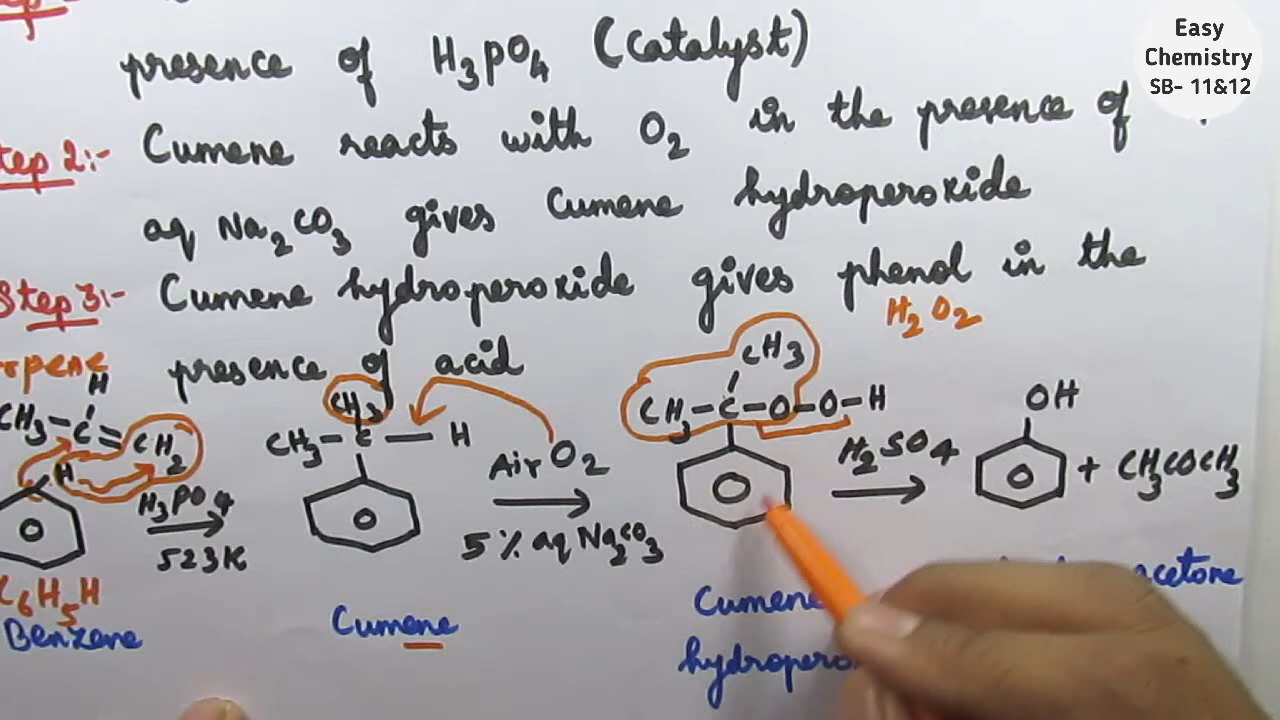 Easy
Chemistry
SB- 11&12
presence of H3PO4 (catalyst)
Step 2:- Cumene reacts with O2 in the presence of
aq Na2CO3 gives Cumene hydroperoxide
Step 3:- Cumene hydroperoxide gives phenol in the
presence of acid
H2O2
H
CH3-C=CH2
H
H3PO4
523K
C6H5H
Benzene
CH3
CH3-C-H
Cumene
Air O2
5% aq Na2CO3
CH3
CH3-C-O-O-H
Cumene
H2SO4
OH
+ CH3COCH3
acetone